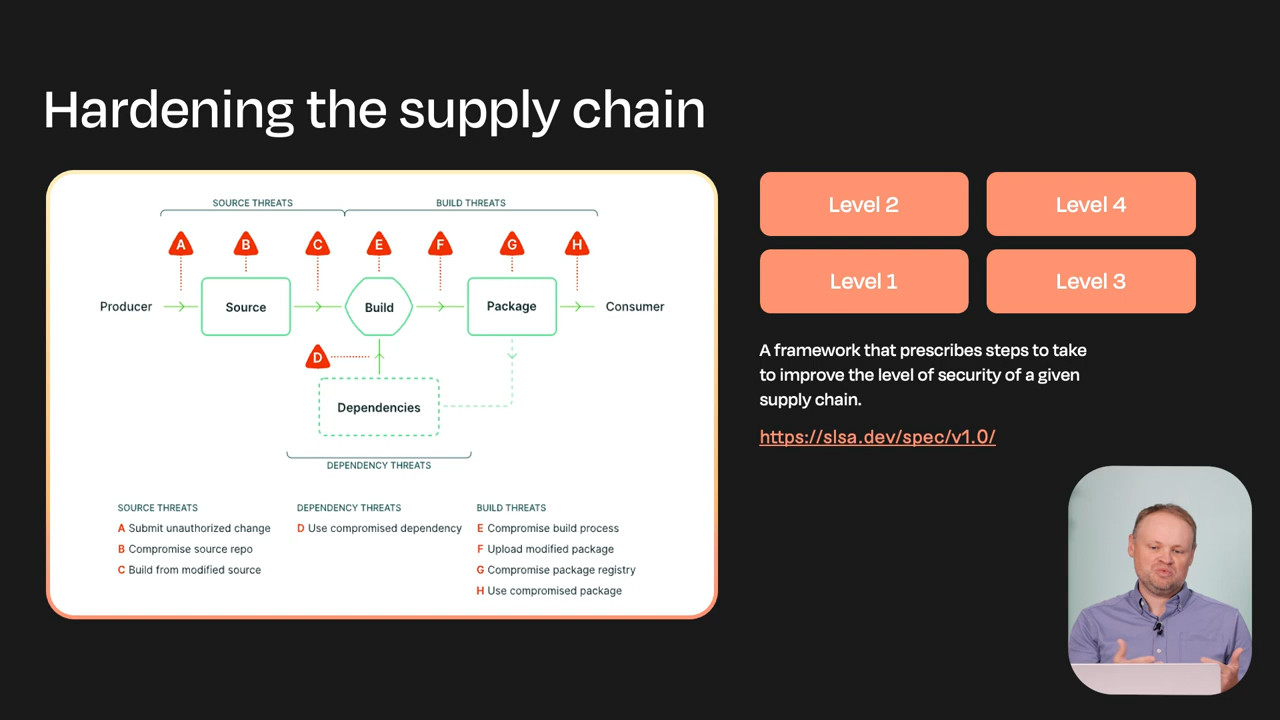 Hardening the supply chain
SOURCE THREATS
BUILD THREATS
A
B
C
E
F
G
H
Producer
Source
Build
Package
Consumer
D
Dependencies
DEPENDENCY THREATS
SOURCE THREATS
A Submit unauthorized change
B Compromise source repo
C Build from modified source
DEPENDENCY THREATS
D Use compromised dependency
BUILD THREATS
E Compromise build process
F Upload modified package
G Compromise package registry
H Use compromised package
Level 2
Level 4
Level 1
Level 3
A framework that prescribes steps to take
to improve the level of security of a given
supply chain.
https://slsa.dev/spec/v1.0/